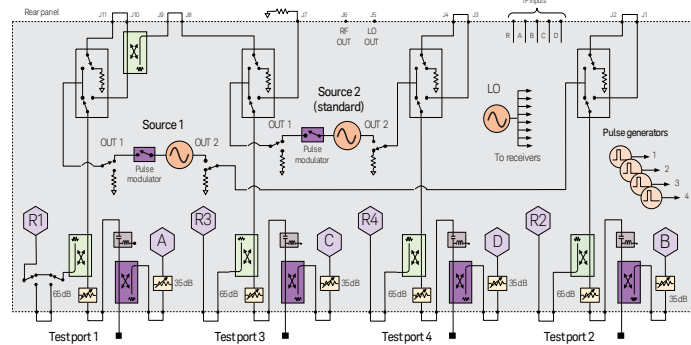 IF inputs
Rear panel
J11 J10 J9 J8 J7 J6 J5 J4 J3 J2 J1
RF OUT
LO OUT
R A B C D
Source 1
OUT 1
OUT 2
Pulse modulator
Source 2
(standard)
OUT 1
OUT 2
Pulse modulator
LO
To receivers
Pulse generators
1
2
3
4
R1
A
R3
C
R4
D
R2
B
65dB
35dB
65dB
35dB
65dB
35dB
65dB
35dB
Test port 1
Test port 3
Test port 4
Test port 2